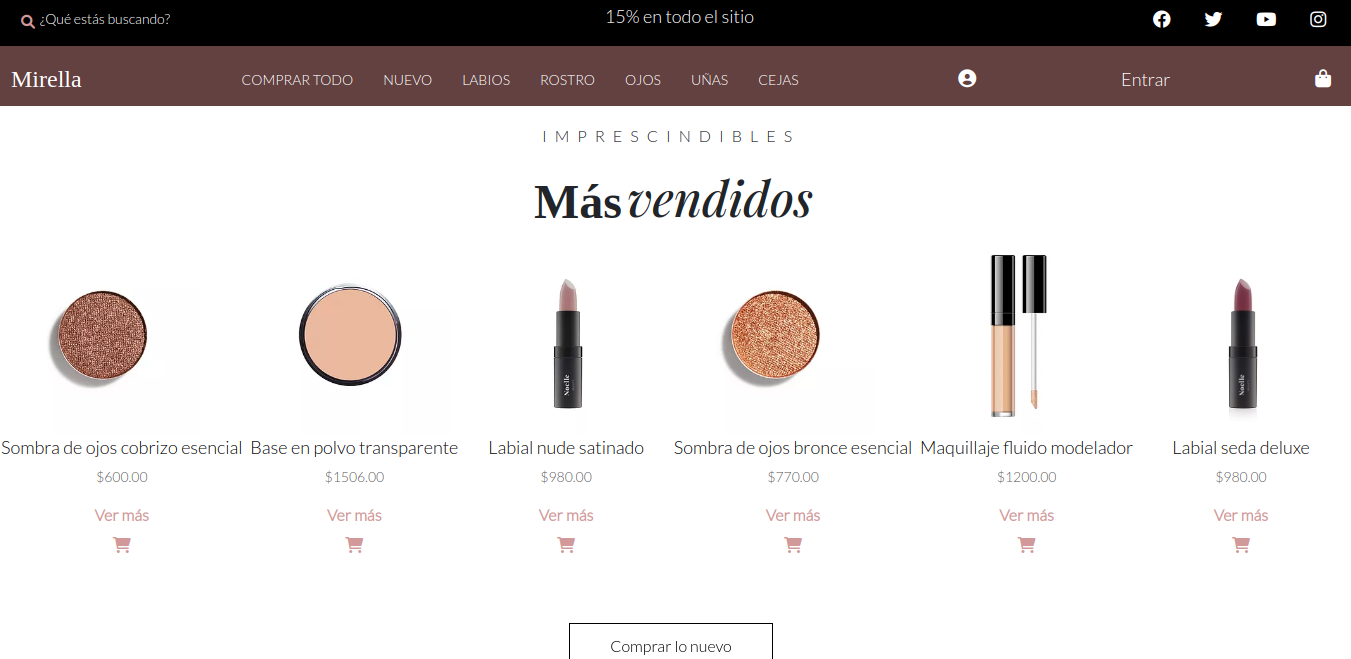 ¿Qué estás buscando?
15% en todo el sitio
Mirella
COMPRAR TODO NUEVO LABIOS ROSTRO OJOS UÑAS CEJAS
Entrar
IMPRESCINDIBLES
Más vendidos
Noelle
Noelle
Sombra de ojos cobrizo esencial Base en polvo transparente Labial nude satinado Sombra de ojos bronce esencial Maquillaje fluido modelador Labial seda deluxe
$600.00 $1506.00 $980.00 $770.00 $1200.00 $980.00
Ver más Ver más Ver más Ver más Ver más Ver más
Comprar lo nuevo